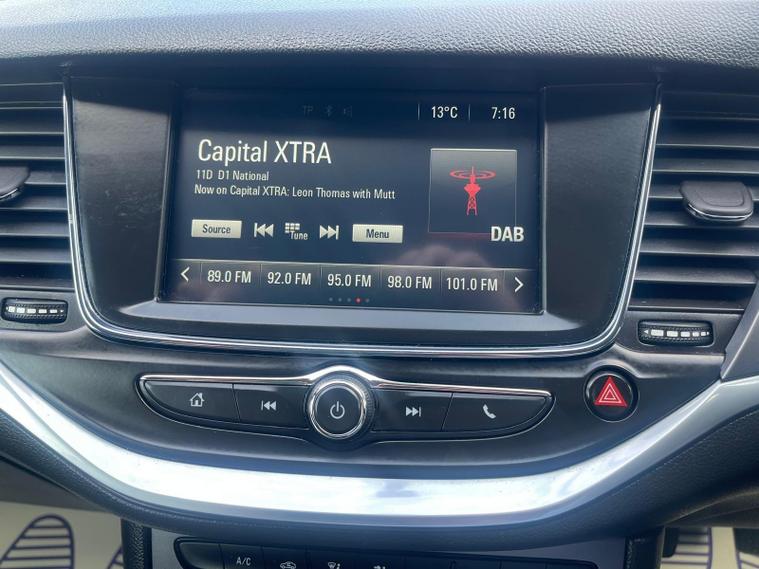 TP 13°C 7:16
Capital XTRA
11D D1 National
Now on Capital XTRA: Leon Thomas with Mutt
Source Tune Menu
DAB
89.0 FM 92.0 FM 95.0 FM 98.0 FM 101.0 FM
A/C